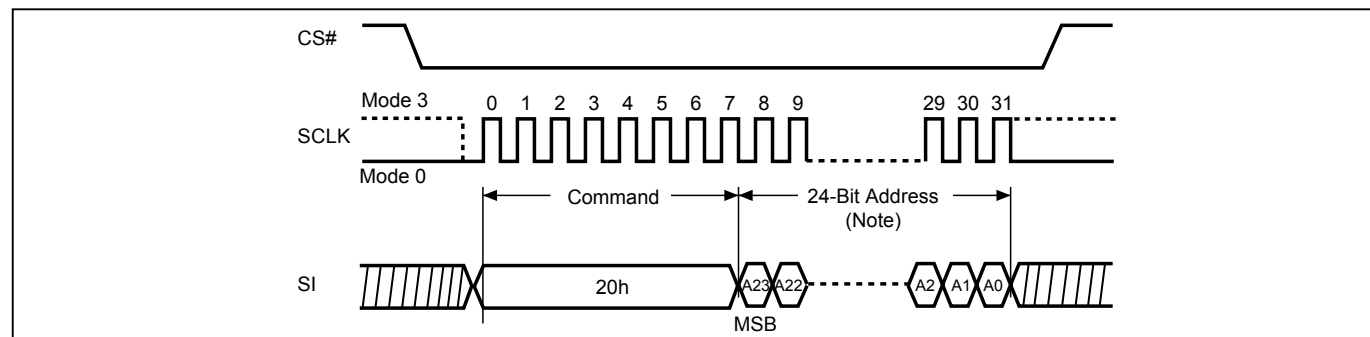 CS#
Mode 3
0 1 2 3 4 5 6 7 8 9 29 30 31
SCLK
Mode 0
Command
24-Bit Address
(Note)
SI
20h
A23 A22 A2 A1 A0
MSB